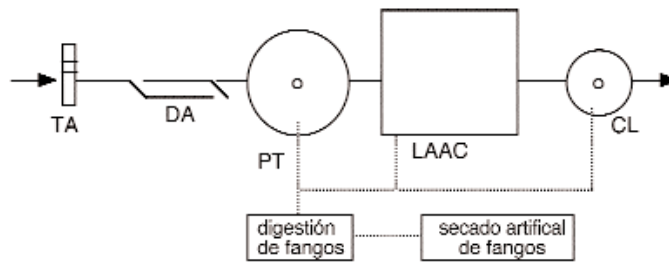 TA
DA
PT
LAAC
CL
digestión
de fangos
secado artifical
de fangos